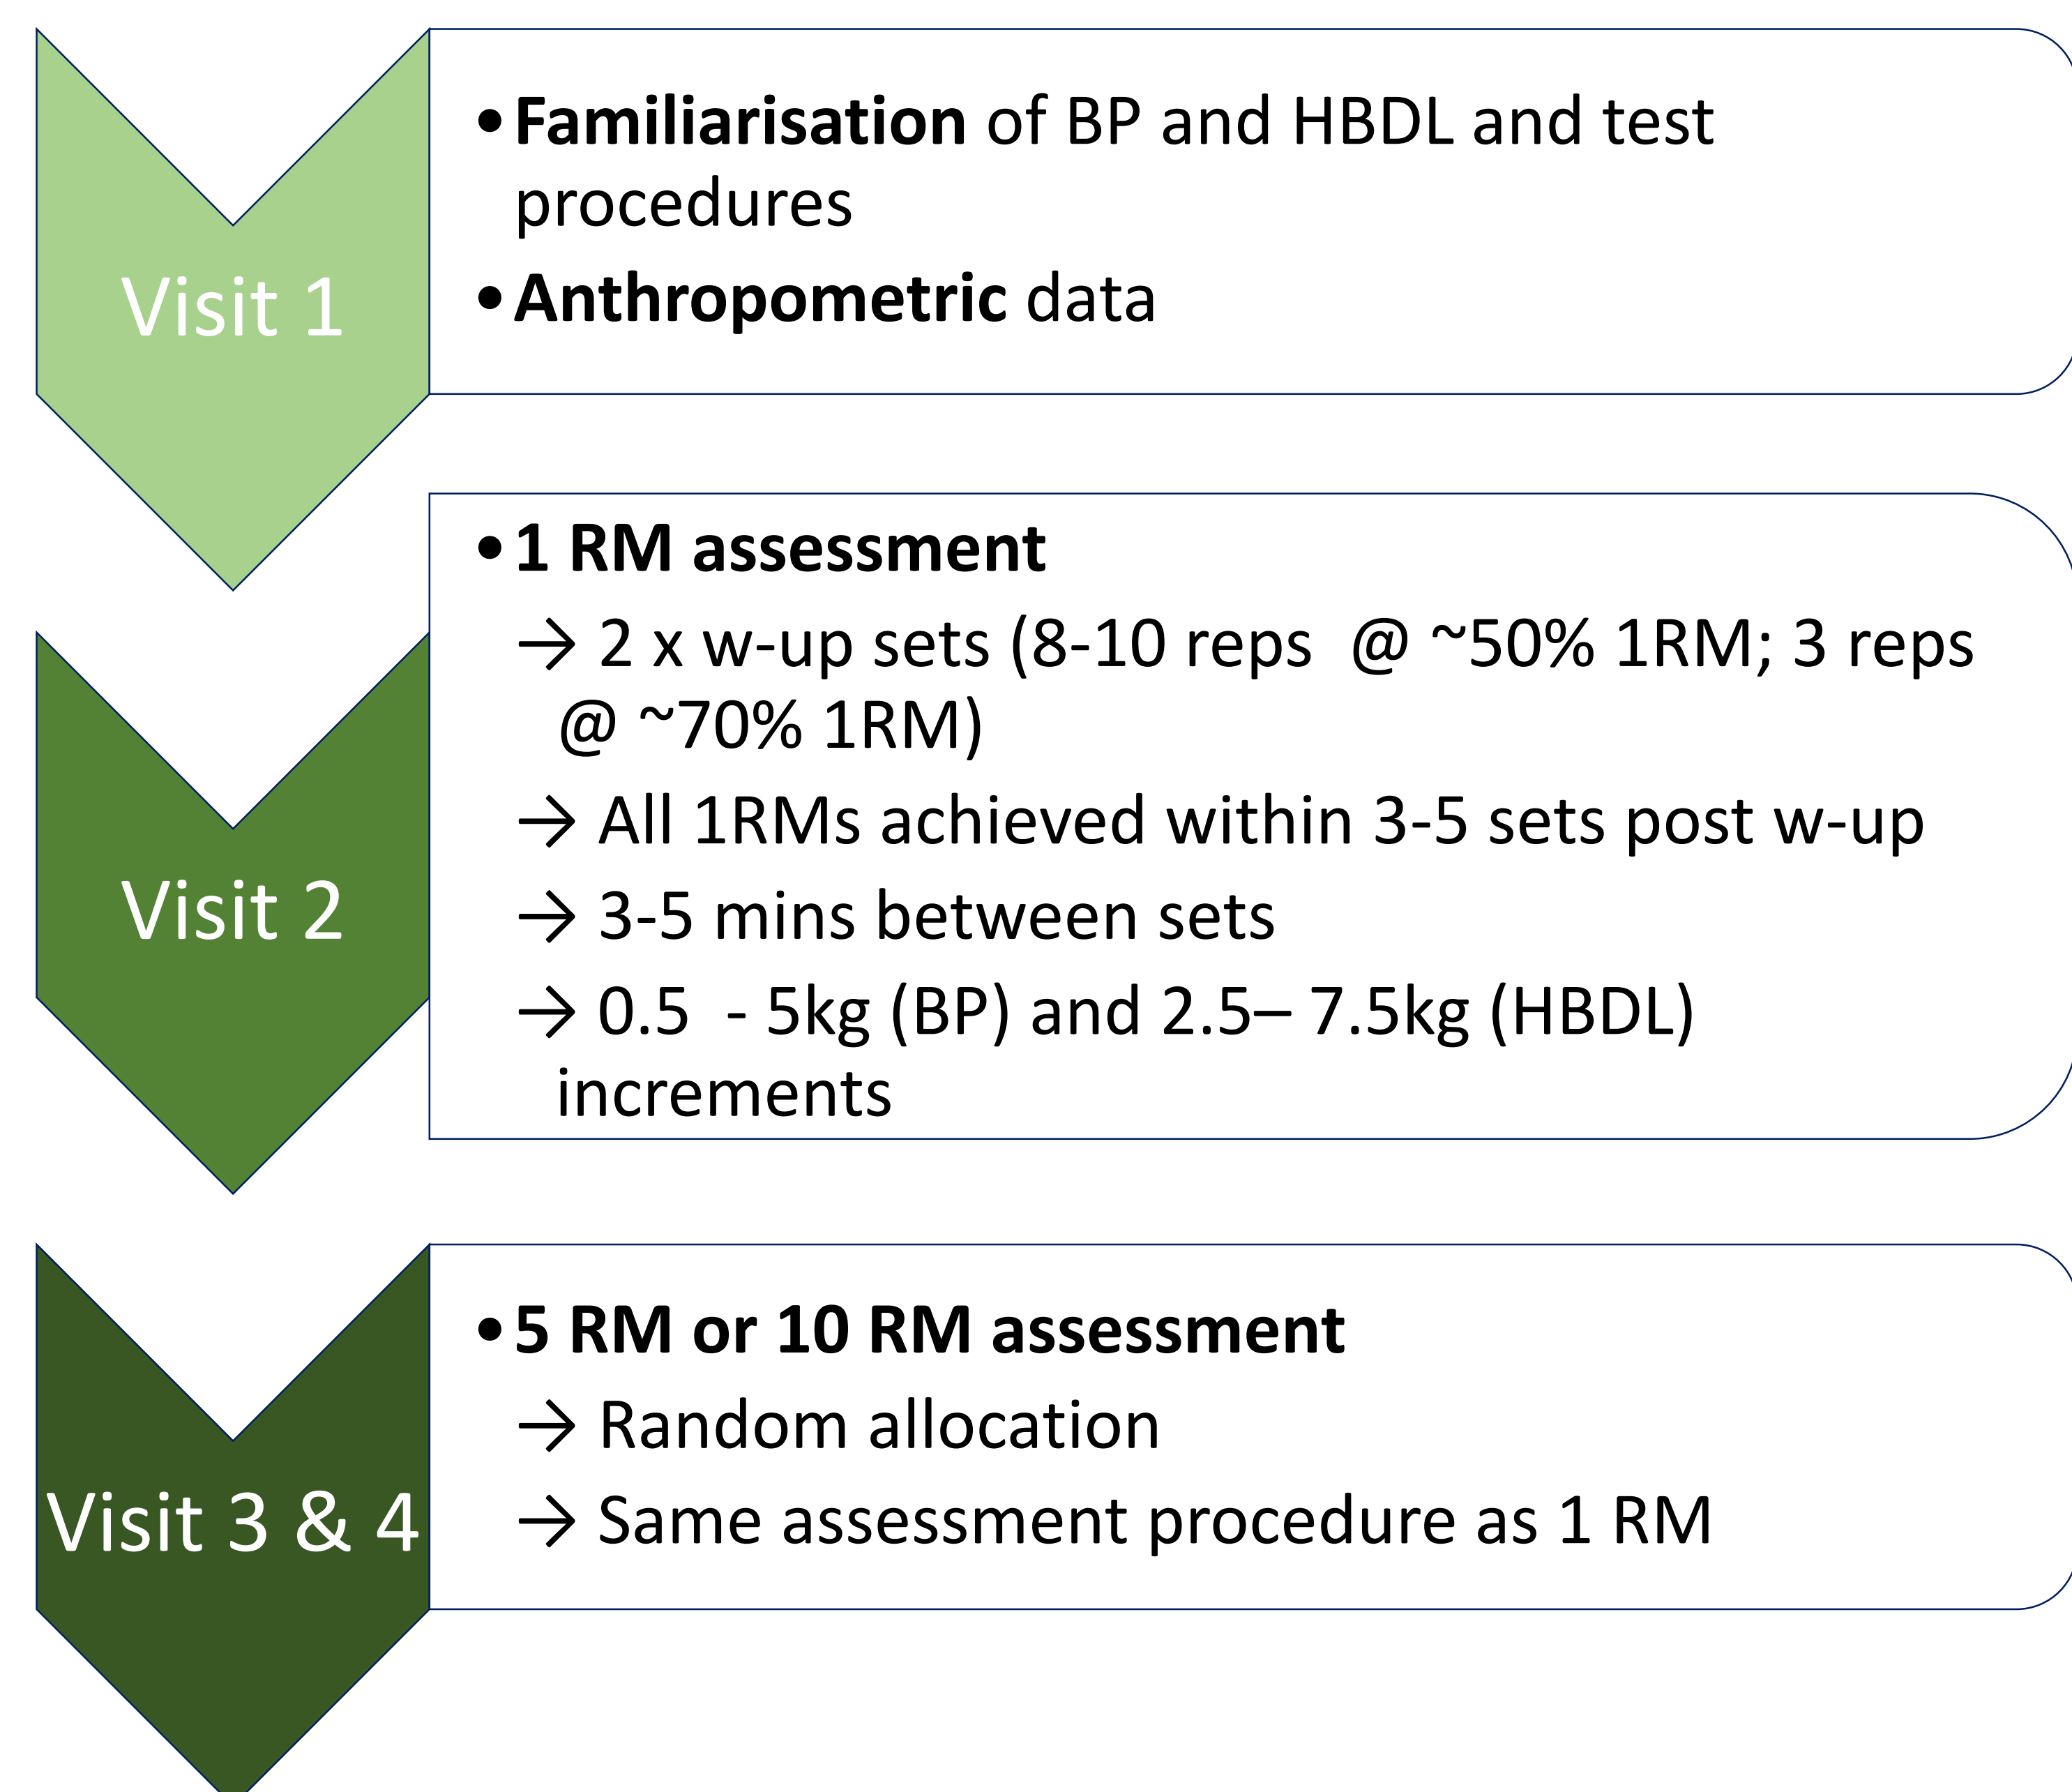 Visit 1
• Familiarisation of BP and HBDL and test
procedures
• Anthropometric data
Visit 2
• 1 RM assessment
→ 2 x w-up sets (8-10 reps @ ~50% 1RM; 3 reps
@ ~70% 1RM)
→ All 1RMs achieved within 3-5 sets post w-up
→ 3-5 mins between sets
→ 0.5 - 5kg (BP) and 2.5– 7.5kg (HBDL)
increments
Visit 3 & 4
• 5 RM or 10 RM assessment
→ Random allocation
→ Same assessment procedure as 1 RM